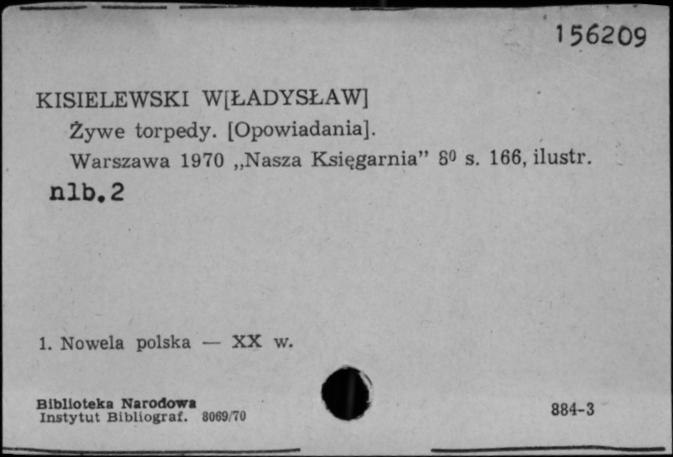 156209
KISIELEWSKI W[ŁADYSŁAW]
Żywe torpedy. [Opowiadania].
Warszawa 1970 „Nasza Księgarnia” 8⁰ s. 166, ilustr.
nlb. 2
1. Nowela polska — XX w.
Biblioteka Narodowa
Instytut Bibliograf. 8069/70
884-3